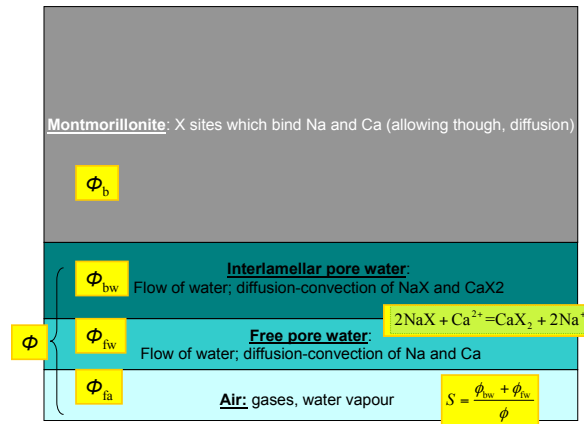 Montmorillonite: X sites which bind Na and Ca (allowing though, diffusion)
Φb
Interlamellar pore water:
Φbw
Flow of water; diffusion-convection of NaX and CaX2
2NaX + Ca²⁺=CaX₂ + 2Na⁺
Φ
Φfw
Free pore water:
Flow of water; diffusion-convection of Na and Ca
Φfa
Air: gases, water vapour
S = (ϕbw + ϕfw) / ϕ